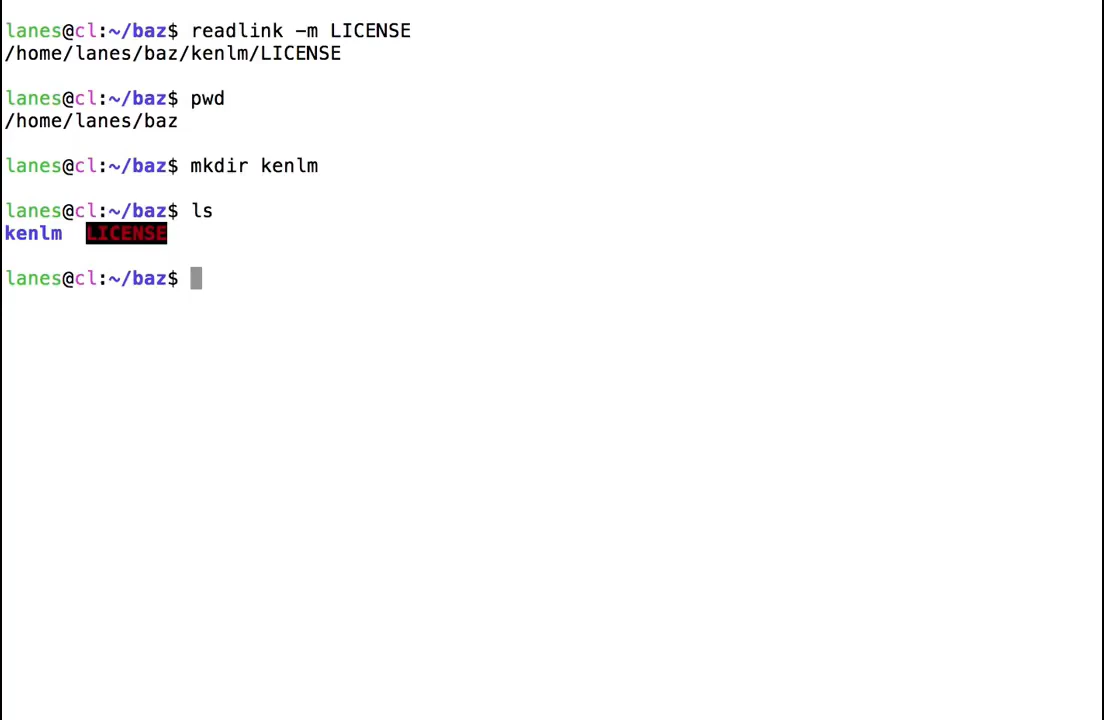 lanes@cl:~/baz$ readlink -m LICENSE
/home/lanes/baz/kenlm/LICENSE
lanes@cl:~/baz$ pwd
/home/lanes/baz
lanes@cl:~/baz$ mkdir kenlm
lanes@cl:~/baz$ ls
kenlm  LICENSE
lanes@cl:~/baz$